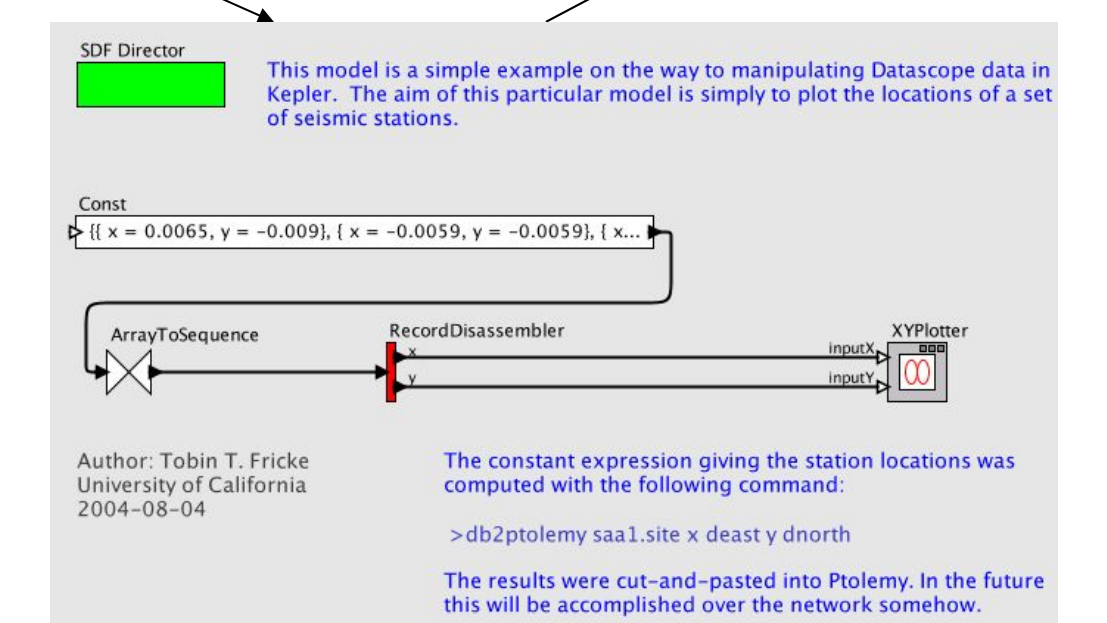 SDF Director
This model is a simple example on the way to manipulating Datascope data in
Kepler.  The aim of this particular model is simply to plot the locations of a set
of seismic stations.
Const
{{ x = 0.0065, y = -0.009}, { x = -0.0059, y = -0.0059}, { x...
ArrayToSequence
RecordDisassembler
XYPlotter
x
inputX
y
inputY
Author: Tobin T. Fricke
University of California
2004-08-04
The constant expression giving the station locations was
computed with the following command:
>db2ptolemy saa1.site x deast y dnorth
The results were cut-and-pasted into Ptolemy. In the future
this will be accomplished over the network somehow.